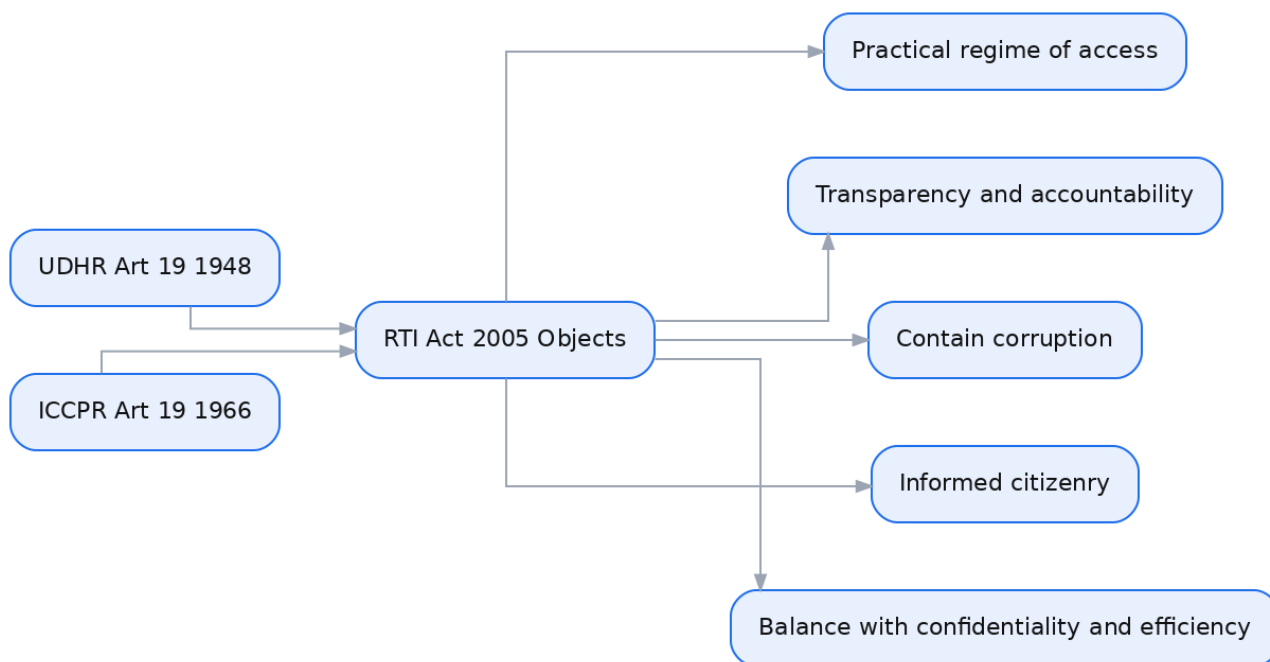 Practical regime of access
Transparency and accountability
UDHR Art 19 1948
RTI Act 2005 Objects
Contain corruption
ICCPR Art 19 1966
Informed citizenry
Balance with confidentiality and efficiency